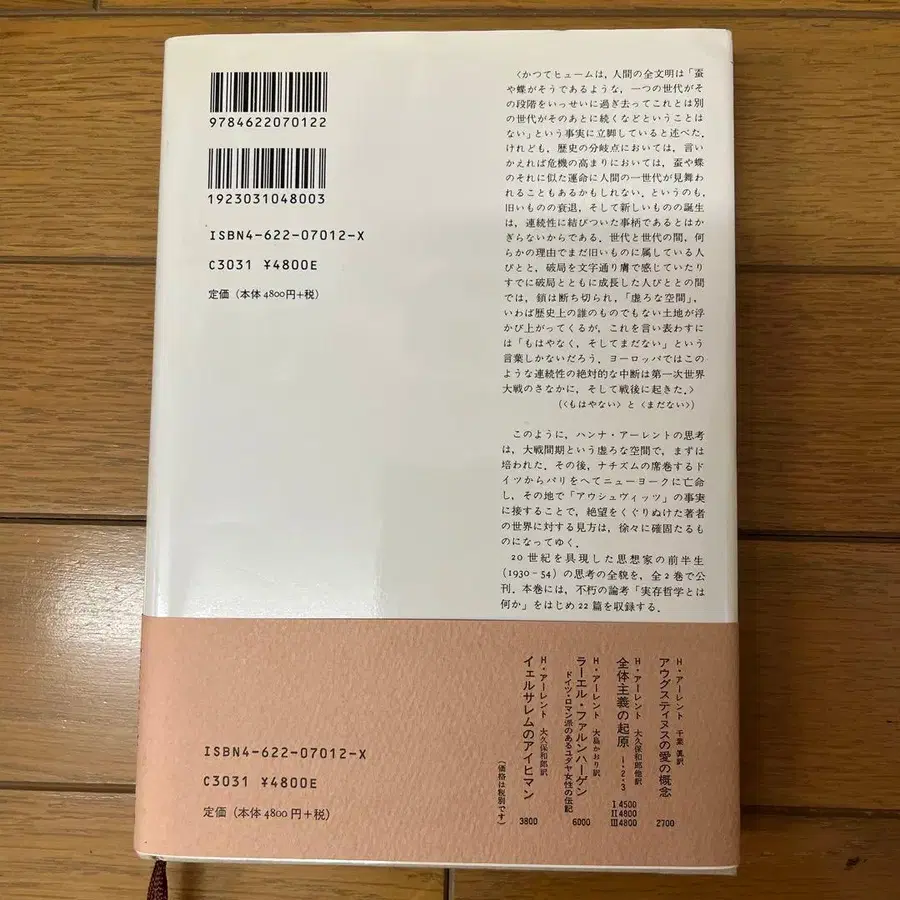 9784622070122
1923031048003
ISBN4-622-07012-X
C3031 ¥4800E
定価（本体4800円+税）
〈かつてヒュームは，人間の全文明は「蚕
や蝶がそうであるような，一つの世代がそ
の段階をいっせいに過ぎ去ってこれとは別
の世代がそのあとに続くなどということは
ない」という事実に立脚していると述べた．
けれども，歴史の分岐点においては，言い
かえれば危機の高まりにおいては，蚕や蝶
のそれに似た運命に人間の一世代が見舞わ
れることもあるかもしれない．というのも，
旧いものの衰退，そして新しいものの誕生
は，連続性に結びついた事柄であるとはか
ぎらないからである．世代と世代の間，何
らかの理由でまだ旧いものに属している人
びとと，破局を文字通り膚で感じていたり
すでに破局とともに成長した人びととの間
では，鎖は断ち切られ，「虚ろな空間」，
いわば歴史上の誰のものでもない土地が浮
かび上がってくるが，これを言い表わすに
は「もはやなく，そしてまだない」という
言葉しかないだろう．ヨーロッパではこの
ような連続性の絶対的な中断は第一次世界
大戦のさなかに，そして戦後に起きた．〉
（〈もはやない〉と〈まだない〉）
このように，ハンナ・アーレントの思考
は，大戦間期という虚ろな空間で，まずは
培われた．その後，ナチズムの席巻するド
イツからパリをへてニューヨークに亡命
し，その地で「アウシュヴィッツ」の事実
に接することで，絶望をくぐりぬけた著者
の世界に対する見方は，徐々に確固たるも
のになってゆく．
20世紀を具現した思想家の前半生
（1930－54）の思考の全貌を，全2巻で公
刊．本巻には，不朽の論考「実存哲学とは
何か」をはじめ22篇を収録する．
H・アーレント 千葉眞訳
アウグスティヌスの愛の概念
2700
H・アーレント 大久保和郎他訳
全体主義の起原 1・2・3
I 4500
II 4800
III 4800
H・アーレント 大島かおり訳
ラーエル・ファルンハーゲン
ドイツ・ロマン派のあるユダヤ女性の伝記
6000
H・アーレント 大久保和郎訳
イェルサレムのアイヒマン
3800
（価格は税別です）
ISBN4-622-07012-X
C3031 ¥4800E
定価（本体4800円+税）